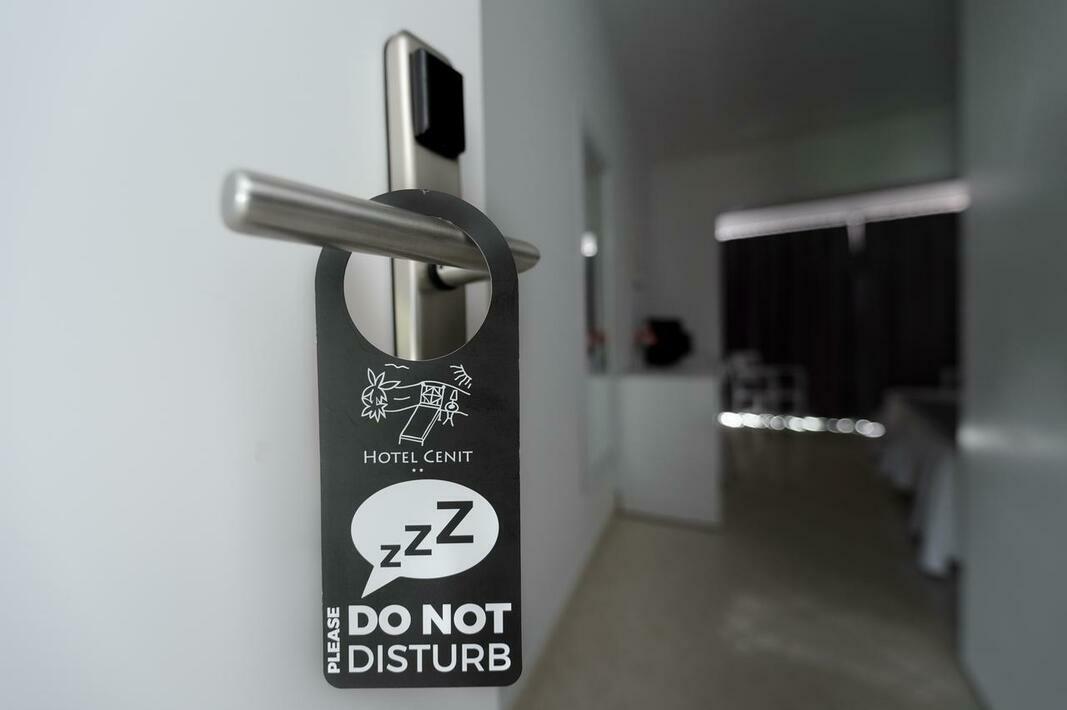 HOTEL CENIT
**
zzZ
PLEASE
DO NOT
DISTURB